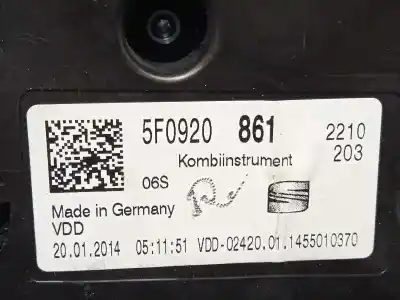 5F0920 861 2210
Kombiinstrument 203
06S
Made in Germany
VDD
20.01.2014 05:11:51 VDD-02420.01.1455010370